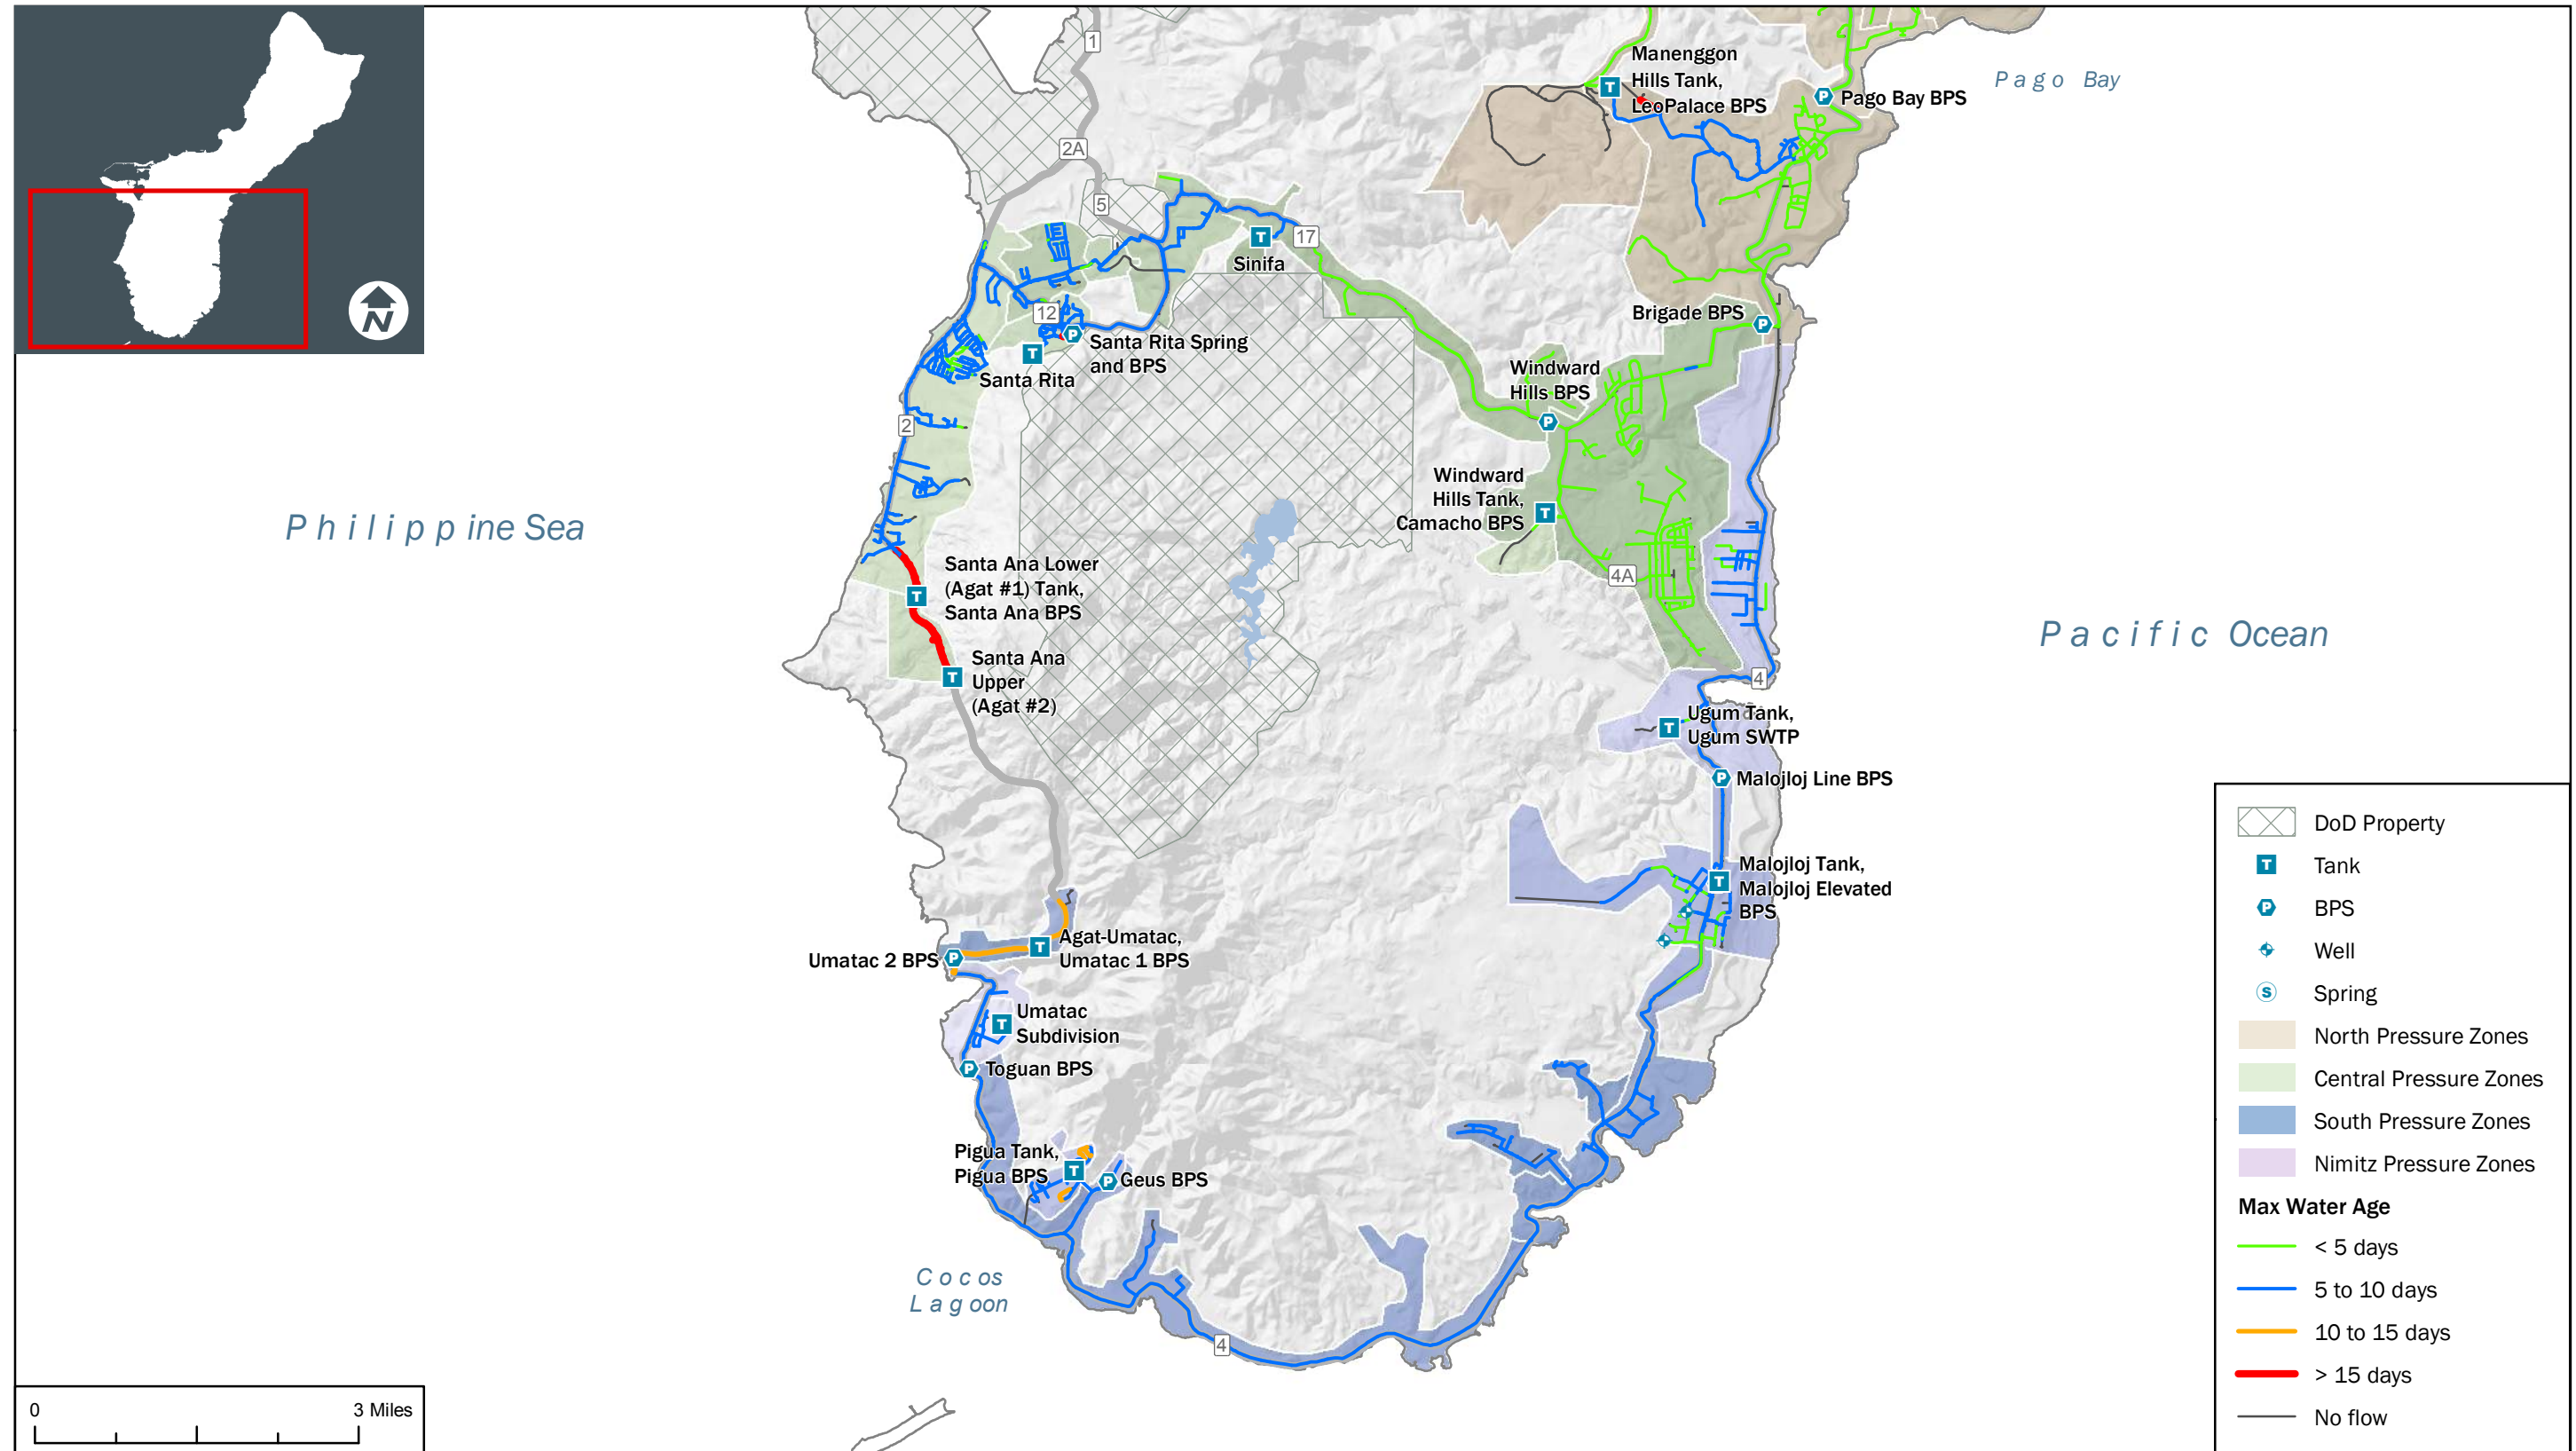 N
1
Manenggon
Hills Tank,
LeoPalace BPS
Pago Bay
Pago Bay BPS
2A
5
17
Sinifa
12
Brigade BPS
Santa Rita Spring
and BPS
Santa Rita
Windward
Hills BPS
2
Windward
Hills Tank,
Camacho BPS
Philippine Sea
Santa Ana Lower
(Agat #1) Tank,
Santa Ana BPS
4A
Pacific Ocean
Santa Ana
Upper
(Agat #2)
4
Ugum Tank,
Ugum SWTP
Malojloj Line BPS
Malojloj Tank,
Malojloj Elevated
BPS
Agat-Umatac,
Umatac 1 BPS
Umatac 2 BPS
Umatac
Subdivision
Toguan BPS
Pigua Tank,
Pigua BPS
Geus BPS
Cocos
Lagoon
4
0 3 Miles
DoD Property
T Tank
P BPS
Well
S Spring
North Pressure Zones
Central Pressure Zones
South Pressure Zones
Nimitz Pressure Zones
Max Water Age
< 5 days
5 to 10 days
10 to 15 days
> 15 days
No flow